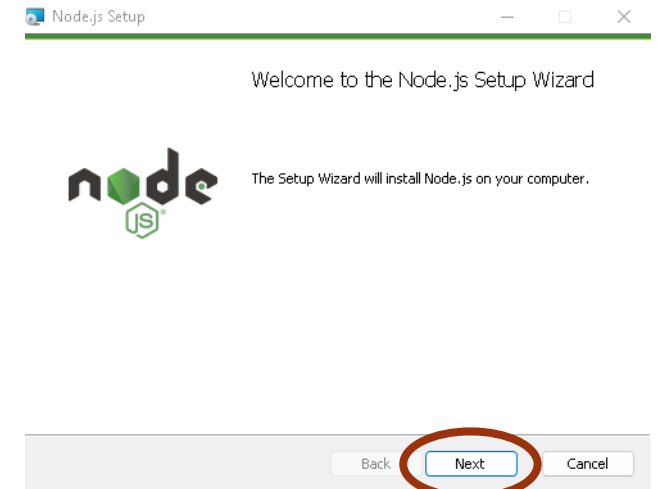 Node.js Setup
Welcome to the Node.js Setup Wizard
node
JS
The Setup Wizard will install Node.js on your computer.
Back Next Cancel